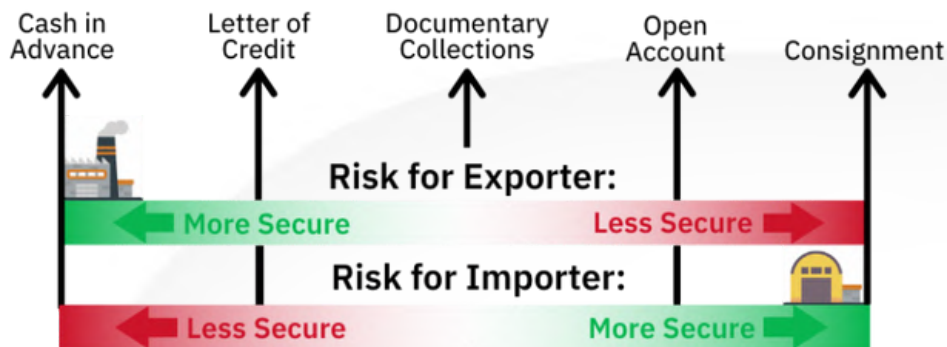 Cash in
Advance
Letter of
Credit
Documentary
Collections
Open
Account
Consignment
Risk for Exporter:
More Secure
Less Secure
Risk for Importer:
Less Secure
More Secure